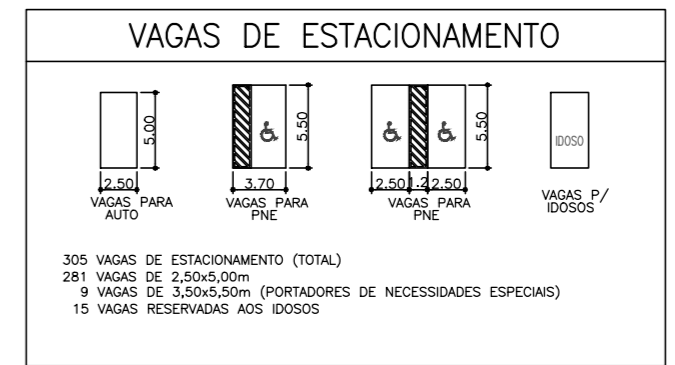 VAGAS DE ESTACIONAMENTO
5.00
2.50
VAGAS PARA
AUTO
5.50
3.70
VAGAS PARA
PNE
5.50
2.50 1.2 2.50
VAGAS PARA
PNE
IDOSO
VAGAS P/
IDOSOS
305 VAGAS DE ESTACIONAMENTO (TOTAL)
281 VAGAS DE 2,50x5,00m
9 VAGAS DE 3,50x5,50m (PORTADORES DE NECESSIDADES ESPECIAIS)
15 VAGAS RESERVADAS AOS IDOSOS